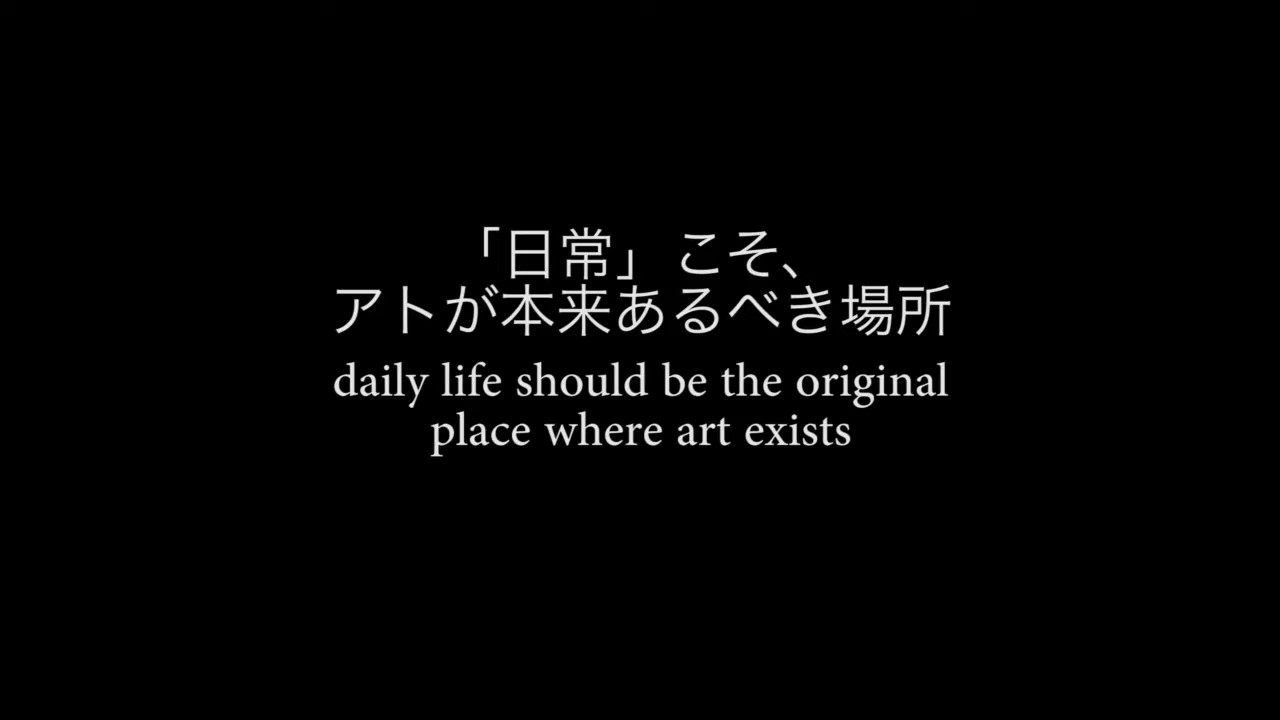 「日常」こそ、
アトが本来あるべき場所
daily life should be the original
place where art exists